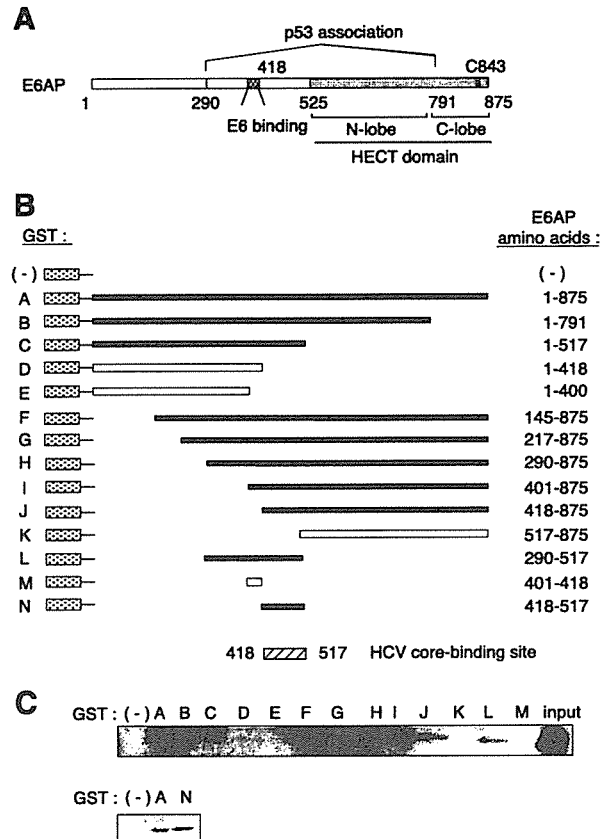 A
p53 association
418 C843
E6AP
1 290 525 791 875
E6 binding N-lobe C-lobe
HECT domain
B
GST : E6AP amino acids :
(-) (-)
A 1-875
B 1-791
C 1-517
D 1-418
E 1-400
F 145-875
G 217-875
H 290-875
I 401-875
J 418-875
K 517-875
L 290-517
M 401-418
N 418-517
418 517 HCV core-binding site
C
GST : (-) A B C D E F G H I J K L M input
GST : (-) A N